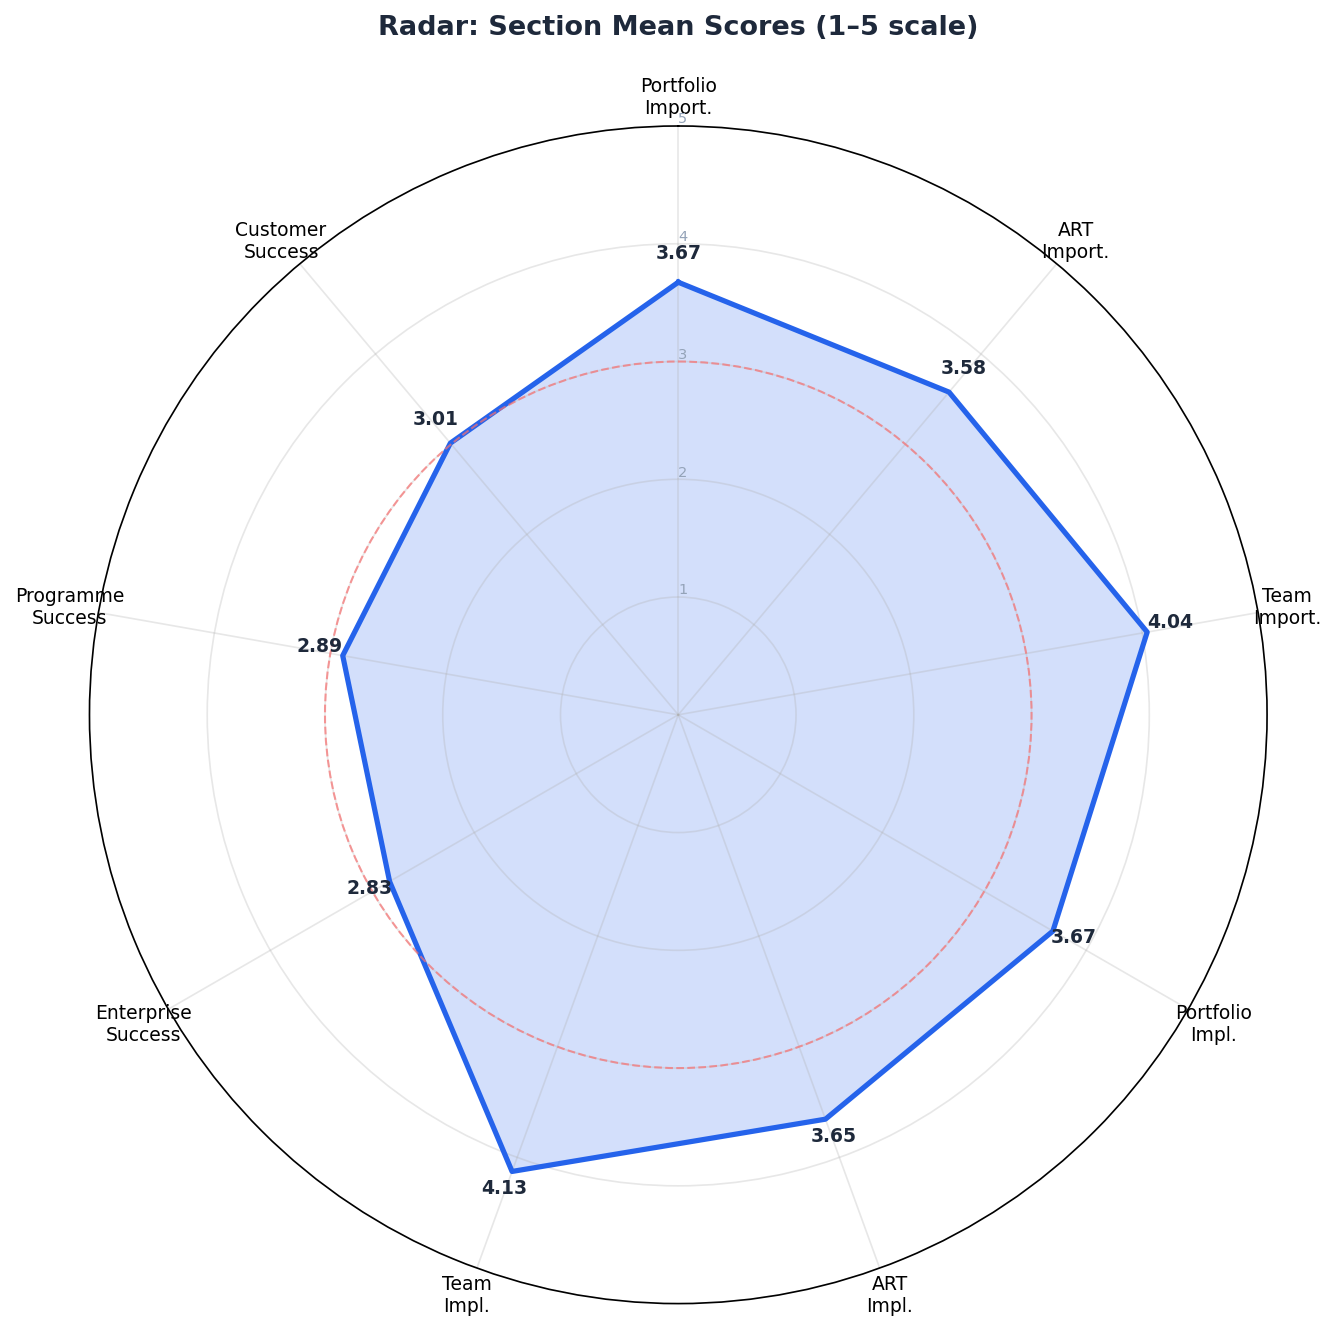 Radar: Section Mean Scores (1–5 scale)
Portfolio
Import.
5
Customer
Success
ART
Import.
4
3.67
3
3.58
3.01
2
1
Programme
Success
Team
Import.
4.04
2.89
2.83
3.67
Enterprise
Success
Portfolio
Impl.
3.65
4.13
Team
Impl.
ART
Impl.